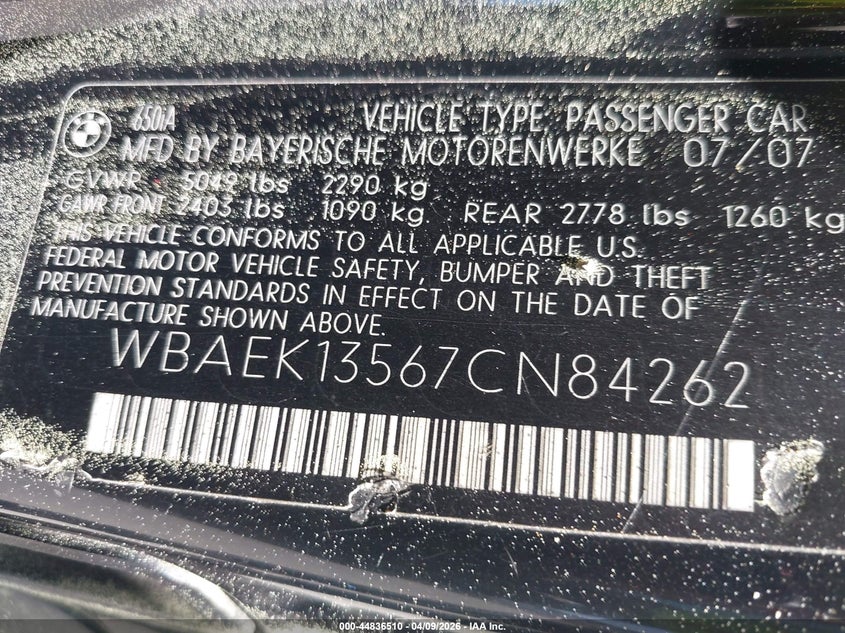 650iA VEHICLE TYPE, PASSENGER CAR
MFD BY BAYERISCHE MOTORENWERKE 07/07
GVWR 5049 lbs 2290 kg
GAWR FRONT 2403 lbs 1090 kg REAR 2778 lbs 1260 kg
THIS VEHICLE CONFORMS TO ALL APPLICABLE U.S.
FEDERAL MOTOR VEHICLE SAFETY, BUMPER AND THEFT
PREVENTION STANDARDS IN EFFECT ON THE DATE OF
MANUFACTURE SHOWN ABOVE.
WBAEK13567CN84262
000-44836510 - 04/09/2026 - IAA Inc.